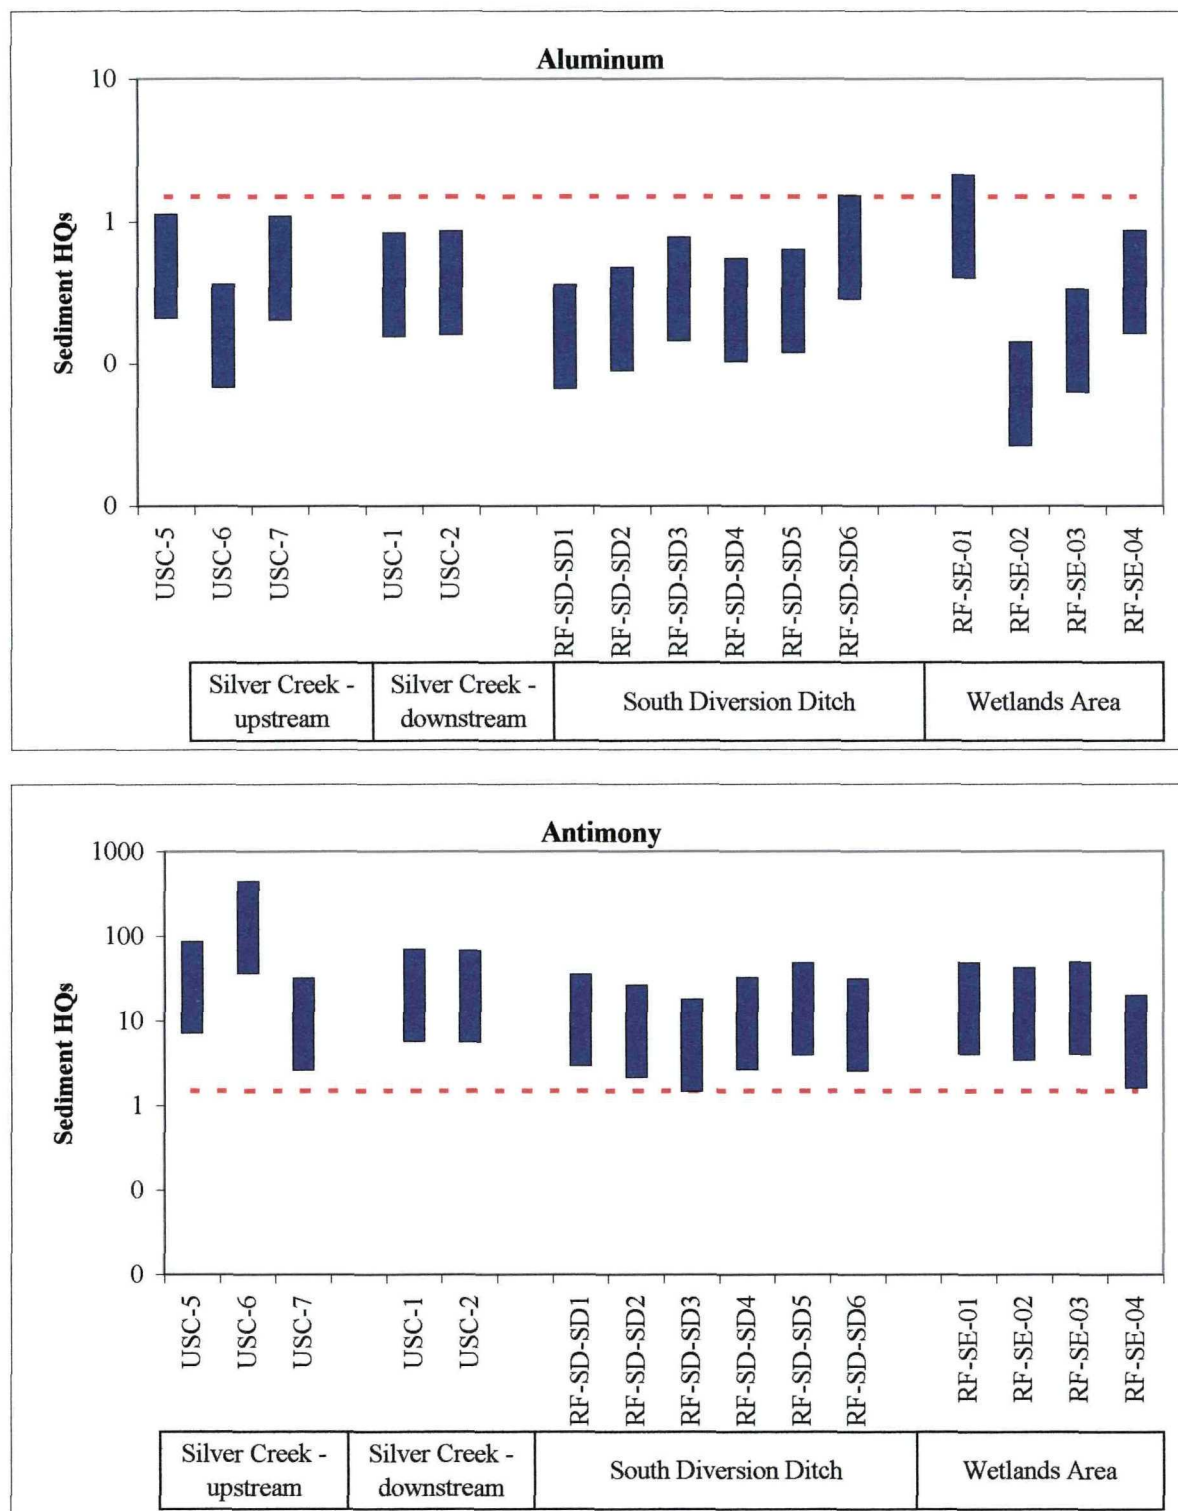 Aluminum
10
1
0
0
Sediment HQs
USC-5
USC-6
USC-7
USC-1
USC-2
RF-SD-SD1
RF-SD-SD2
RF-SD-SD3
RF-SD-SD4
RF-SD-SD5
RF-SD-SD6
RF-SE-01
RF-SE-02
RF-SE-03
RF-SE-04
Silver Creek -
upstream
Silver Creek -
downstream
South Diversion Ditch
Wetlands Area
Antimony
1000
100
10
1
0
0
Sediment HQs
USC-5
USC-6
USC-7
USC-1
USC-2
RF-SD-SD1
RF-SD-SD2
RF-SD-SD3
RF-SD-SD4
RF-SD-SD5
RF-SD-SD6
RF-SE-01
RF-SE-02
RF-SE-03
RF-SE-04
Silver Creek -
upstream
Silver Creek -
downstream
South Diversion Ditch
Wetlands Area